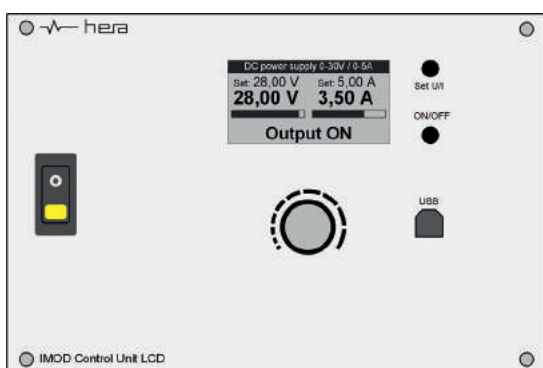 hera
DC power supply 0-30V / 0-5A
Set: 28,00 V Set: 5,00 A
28,00 V 3,50 A
Output ON
Set U/I
ON/OFF
USB
IMOD Control Unit LCD